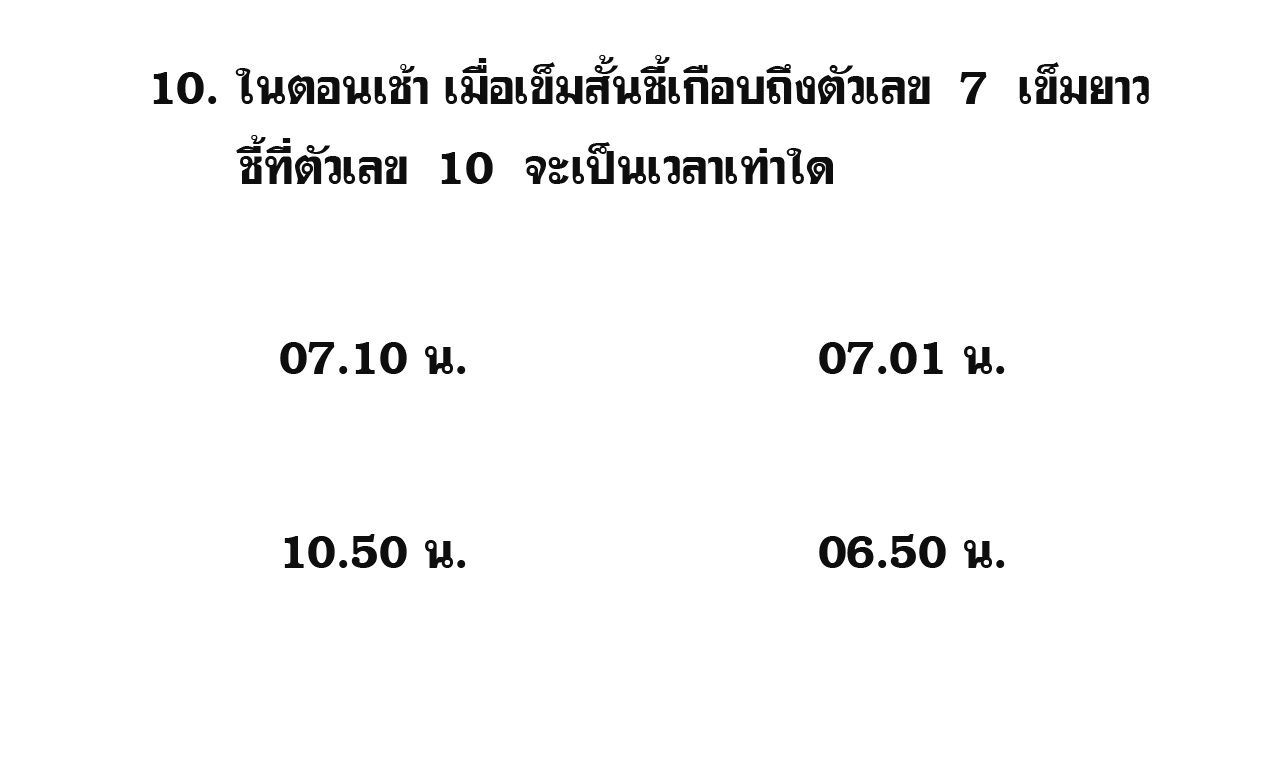 10. ในตอนเช้า เมื่อเข็มสั้นชี้เกือบถึงตัวเลข 7 เข็มยาว
ชี้ที่ตัวเลข 10 จะเป็นเวลาเท่าใด
07.10 น. 07.01 น.
10.50 น. 06.50 น.